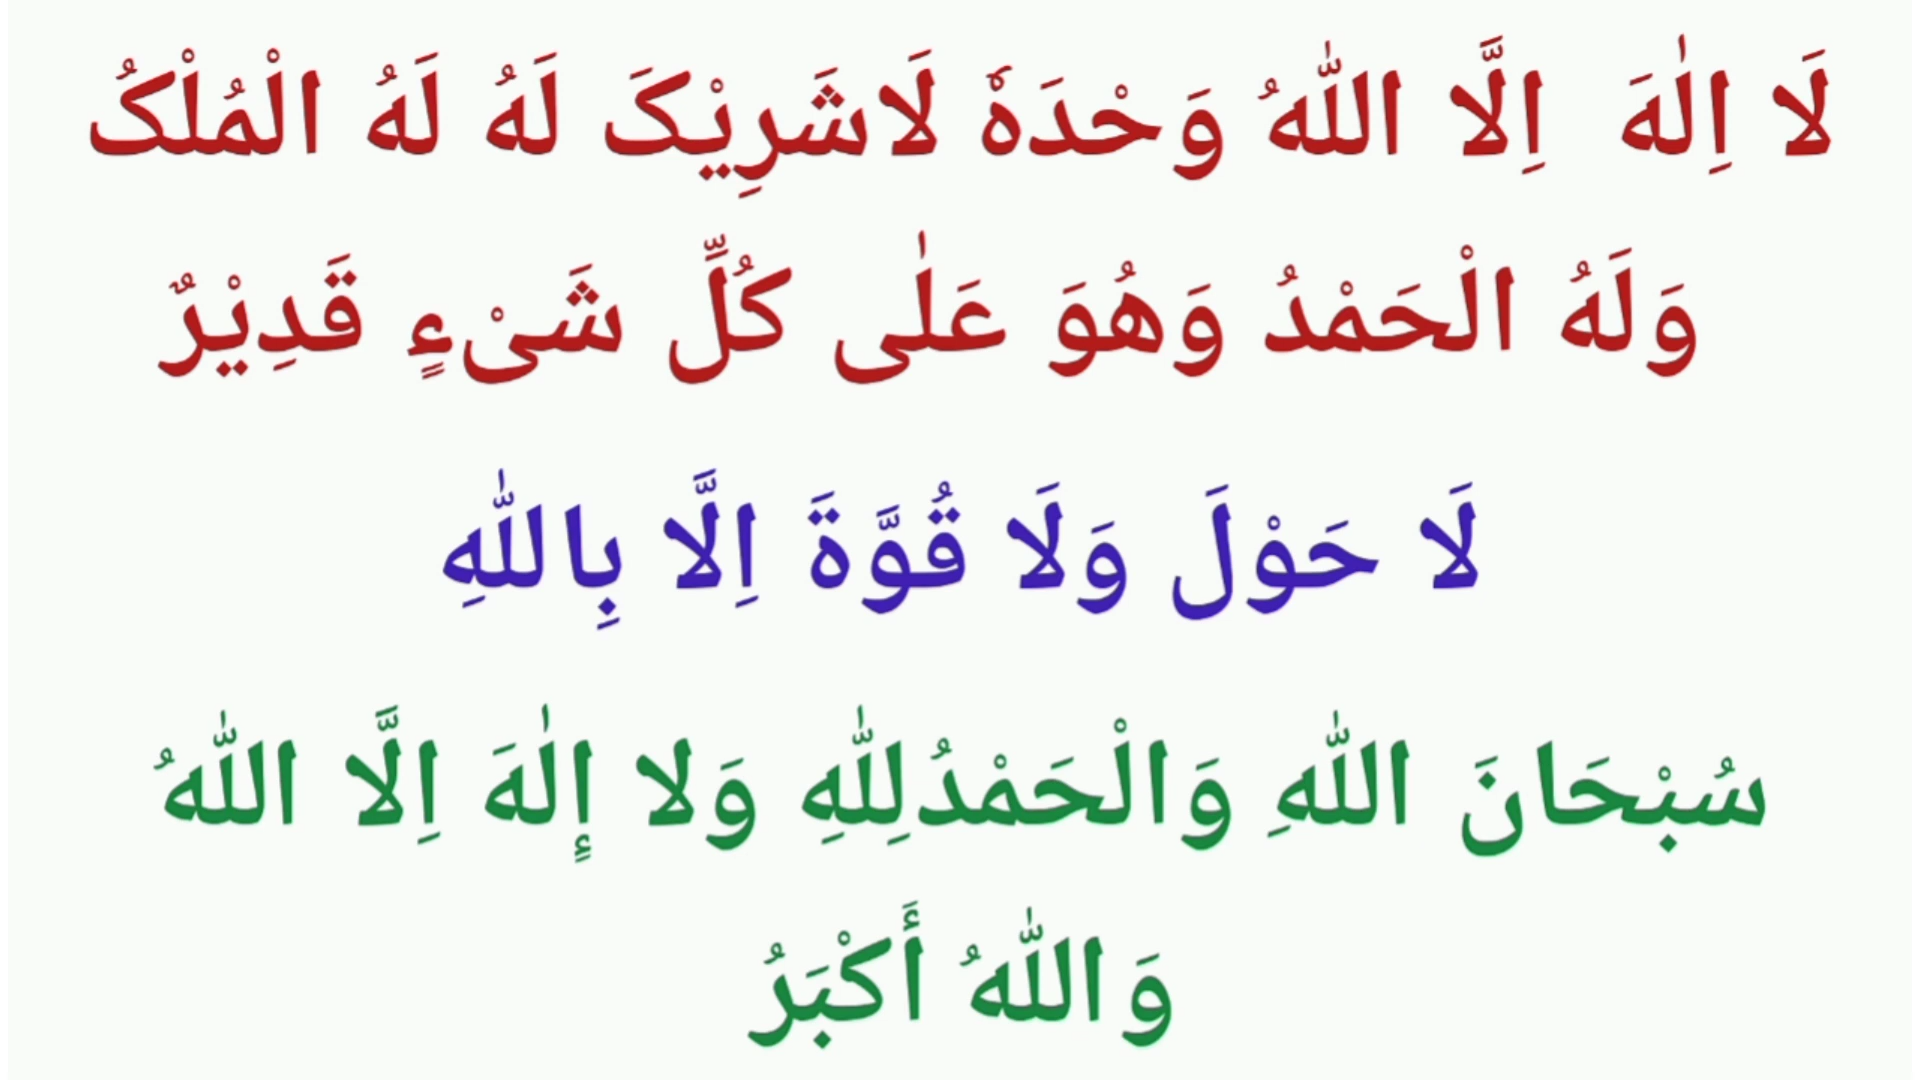 لَا اِلٰهَ اِلَّا اللّٰهُ وَحْدَهٗ لَاشَرِیْکَ لَهُ لَهُ الْمُلْکُ
وَلَهُ الْحَمْدُ وَهُوَ عَلٰی کُلِّ شَیْءٍ قَدِیْرٌ
لَا حَوْلَ وَلَا قُوَّةَ اِلَّا بِاللّٰهِ
سُبْحَانَ اللّٰهِ وَالْحَمْدُلِلّٰهِ وَلا إِلٰهَ اِلَّا اللّٰهُ
وَاللّٰهُ أَکْبَرُ